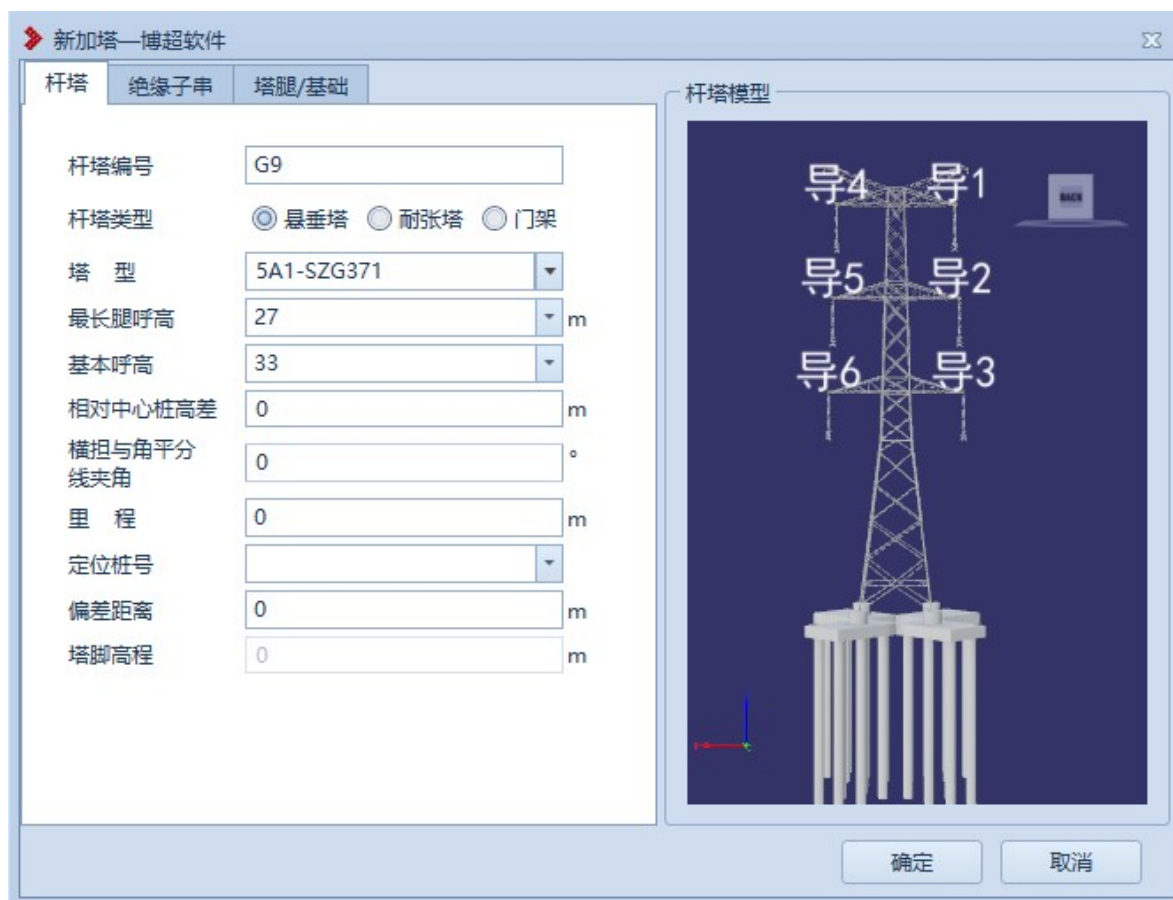 新加塔—博超软件
杆塔 绝缘子串 塔腿/基础
杆塔编号 G9
杆塔类型 悬垂塔 耐张塔 门架
塔 型 5A1-SZG371
最长腿呼高 27 m
基本呼高 33
相对中心桩高差 0 m
横担与角平分
线夹角 0 °
里 程 0 m
定位桩号
偏差距离 0 m
塔脚高程 0 m
杆塔模型
导4 导1
BACK
导5 导2
导6 导3
确定 取消